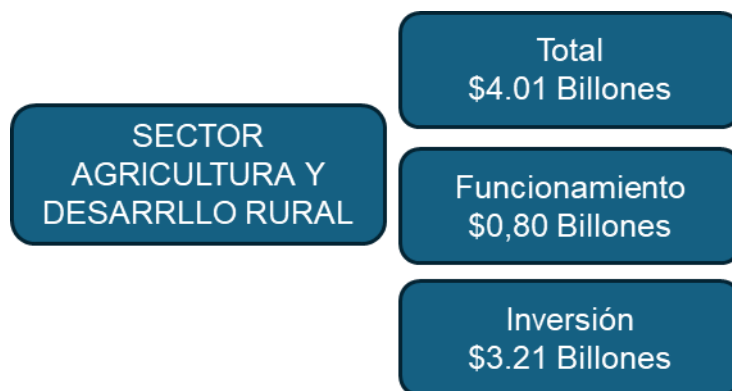 SECTOR
AGRICULTURA Y
DESARRLLO RURAL
Total
$4.01 Billones
Funcionamiento
$0,80 Billones
Inversión
$3.21 Billones